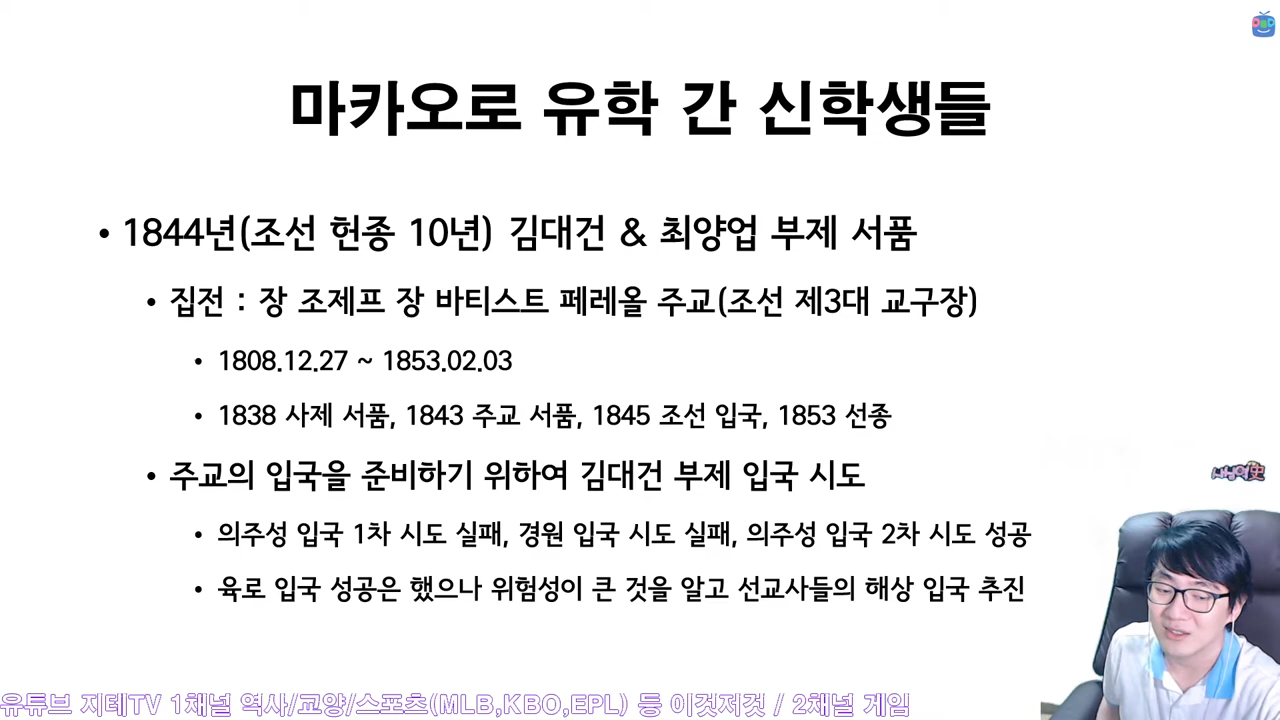 마카오로 유학 간 신학생들
• 1844년(조선 헌종 10년) 김대건 & 최양업 부제 서품
• 집전 : 장 조제프 장 바티스트 페레올 주교(조선 제3대 교구장)
• 1808.12.27 ~ 1853.02.03
• 1838 사제 서품, 1843 주교 서품, 1845 조선 입국, 1853 선종
• 주교의 입국을 준비하기 위하여 김대건 부제 입국 시도
• 의주성 입국 1차 시도 실패, 경원 입국 시도 실패, 의주성 입국 2차 시도 성공
• 육로 입국 성공은 했으나 위험성이 큰 것을 알고 선교사들의 해상 입국 추진
유튜브 지테TV 1채널 역사/교양/스포츠(MLB,KBO,EPL) 등 이것저것 / 2채널 게임